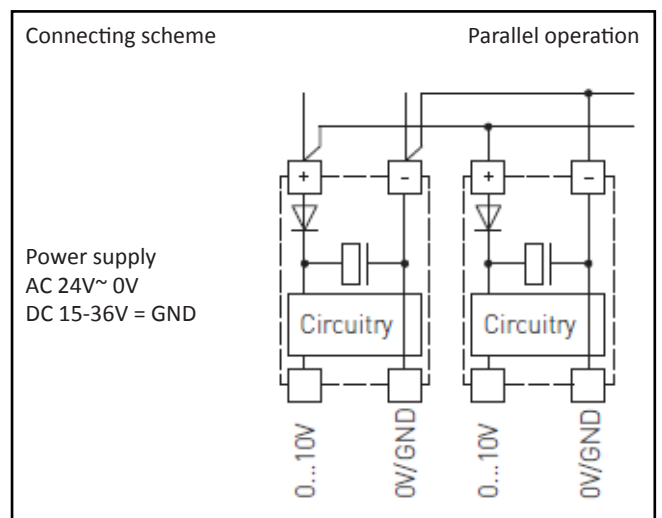 Connecting scheme
Parallel operation
+
-
+
-
Power supply
AC 24V~ 0V
DC 15-36V = GND
Circuitry
Circuitry
0...10V
0V/GND
0...10V
0V/GND